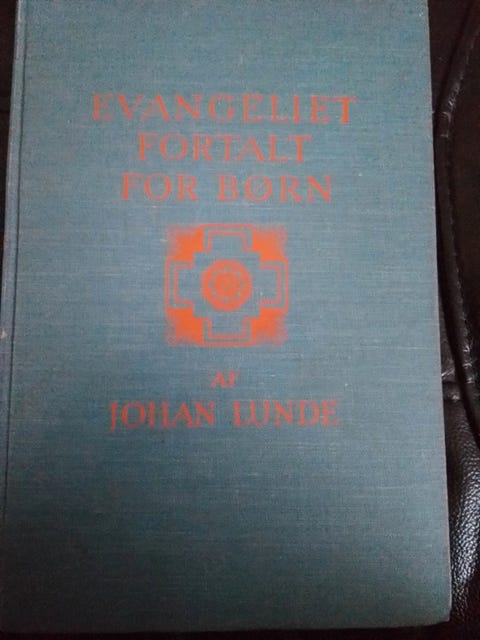 EVANGELIET
FORTALT
FOR BØRN
AF
JOHAN LUNDE